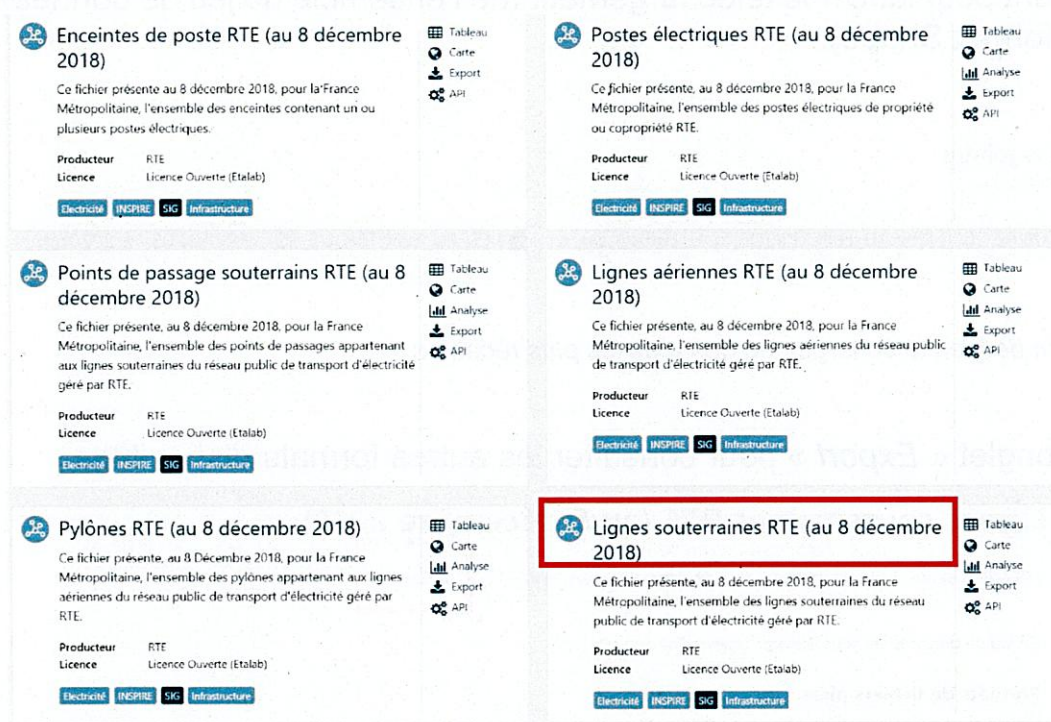 Enceintes de poste RTE (au 8 décembre
2018)
Ce fichier présente au 8 décembre 2018, pour la France
Métropolitaine, l'ensemble des enceintes contenant un ou
plusieurs postes électriques.
Producteur RTE
Licence Licence Ouverte (Etalab)
Electricité INSPIRE SIG Infrastructure
Tableau
Carte
Export
API
Postes électriques RTE (au 8 décembre
2018)
Ce fichier présente, au 8 décembre 2018, pour la France
Métropolitaine, l'ensemble des postes électriques de propriété
ou copropriété RTE.
Producteur RTE
Licence Licence Ouverte (Etalab)
Electricité INSPIRE SIG Infrastructure
Tableau
Carte
Analyse
Export
API
Points de passage souterrains RTE (au 8
décembre 2018)
Ce fichier présente, au 8 décembre 2018, pour la France
Métropolitaine, l'ensemble des points de passages appartenant
aux lignes souterraines du réseau public de transport d'électricité
géré par RTE.
Producteur RTE
Licence Licence Ouverte (Etalab)
Electricité INSPIRE SIG Infrastructure
Tableau
Carte
Analyse
Export
API
Lignes aériennes RTE (au 8 décembre
2018)
Ce fichier présente, au 8 décembre 2018, pour la France
Métropolitaine, l'ensemble des lignes aériennes du réseau public
de transport d'électricité géré par RTE.
Producteur RTE
Licence Licence Ouverte (Etalab)
Electricité INSPIRE SIG Infrastructure
Tableau
Carte
Analyse
Export
API
Pylônes RTE (au 8 décembre 2018)
Ce fichier présente, au 8 Décembre 2018, pour la France
Métropolitaine, l'ensemble des pylônes appartenant aux lignes
aériennes du réseau public de transport d'électricité géré par
RTE.
Producteur RTE
Licence Licence Ouverte (Etalab)
Electricité INSPIRE SIG Infrastructure
Tableau
Carte
Analyse
Export
API
Lignes souterraines RTE (au 8 décembre
2018)
Ce fichier présente, au 8 décembre 2018, pour la France
Métropolitaine, l'ensemble des lignes souterraines du réseau
public de transport d'électricité géré par RTE.
Producteur RTE
Licence Licence Ouverte (Etalab)
Electricité INSPIRE SIG Infrastructure
Tableau
Carte
Analyse
Export
API